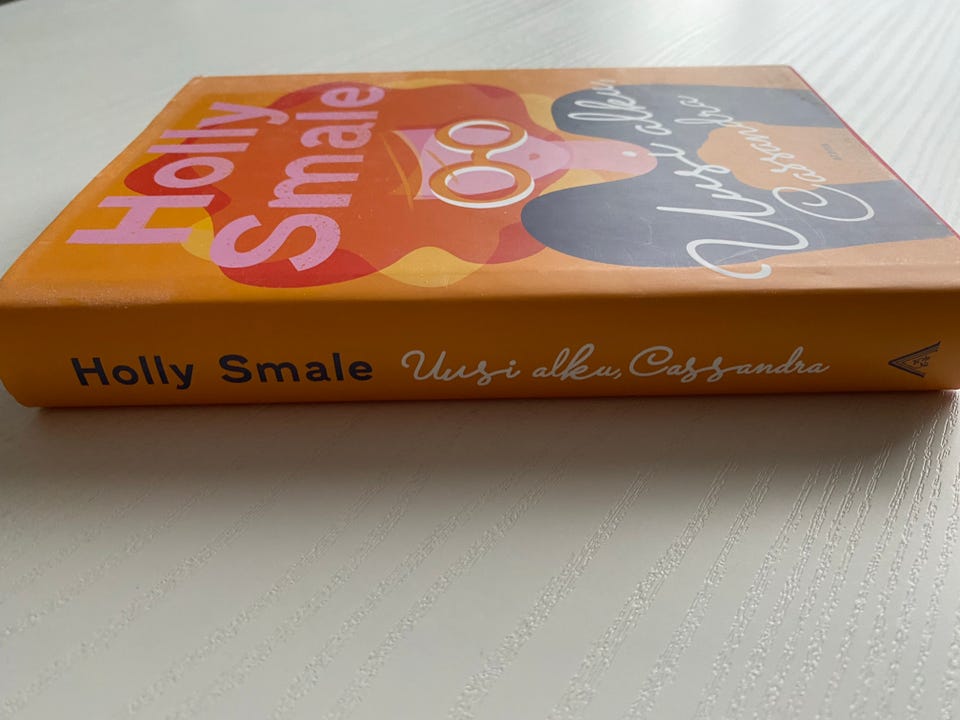 Holly
Smale
Uusi alku,
Cassandra
Holly Smale Uusi alku, Cassandra